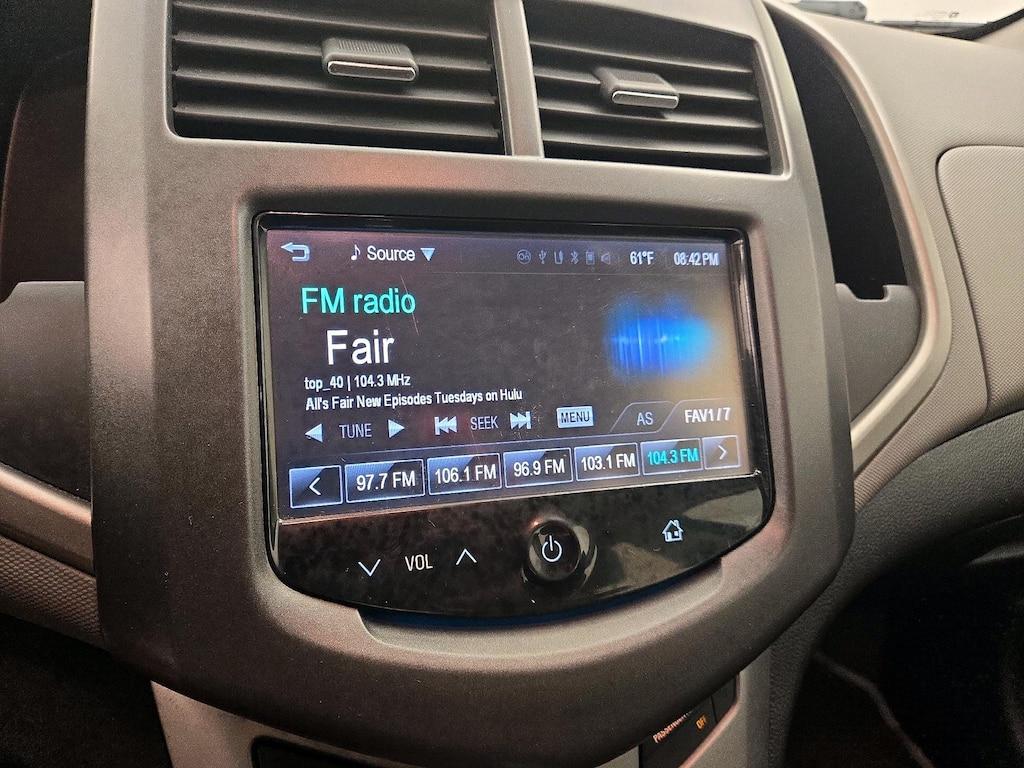 Source 61°F 08:42 PM
FM radio
Fair
top_40 | 104.3 MHz
All's Fair New Episodes Tuesdays on Hulu
TUNE SEEK MENU AS FAV1/7
97.7 FM 106.1 FM 96.9 FM 103.1 FM 104.3 FM
VOL
OFF